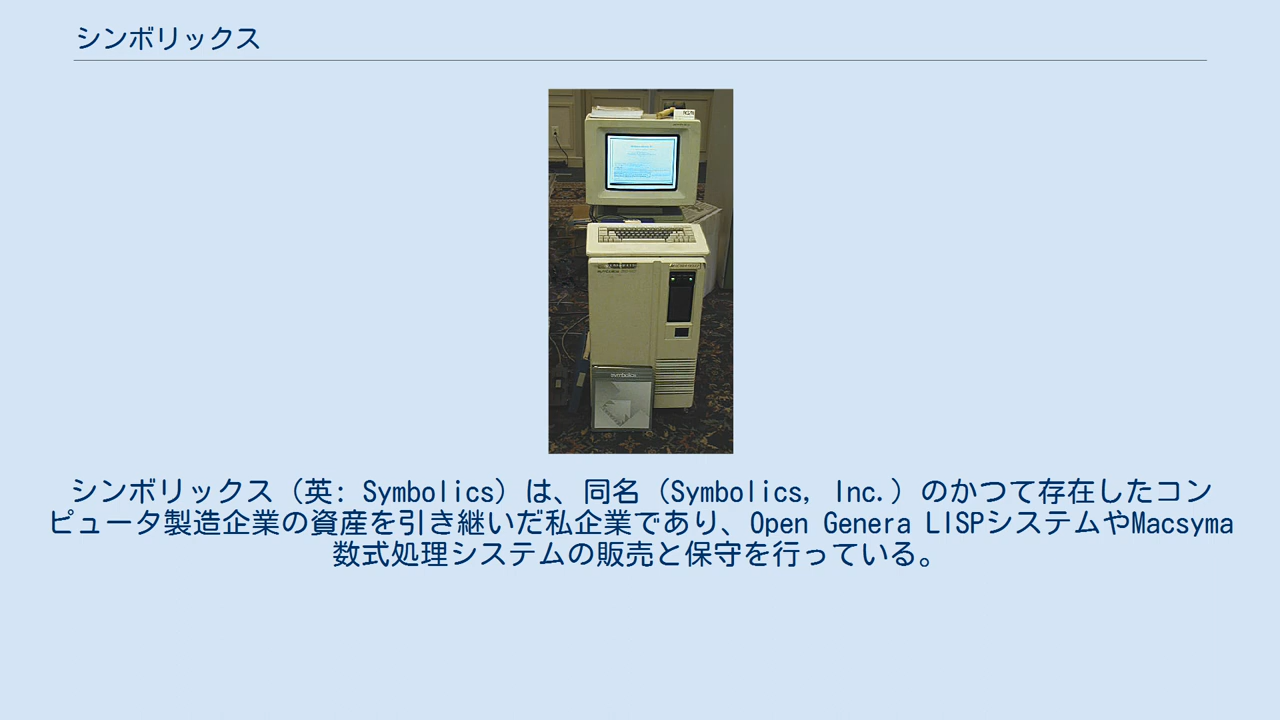 シンボリックス
symbolics
シンボリックス（英: Symbolics）は、同名（Symbolics, Inc.）のかつて存在したコン
ピュータ製造企業の資産を引き継いだ私企業であり、Open Genera LISPシステムやMacsyma
数式処理システムの販売と保守を行っている。